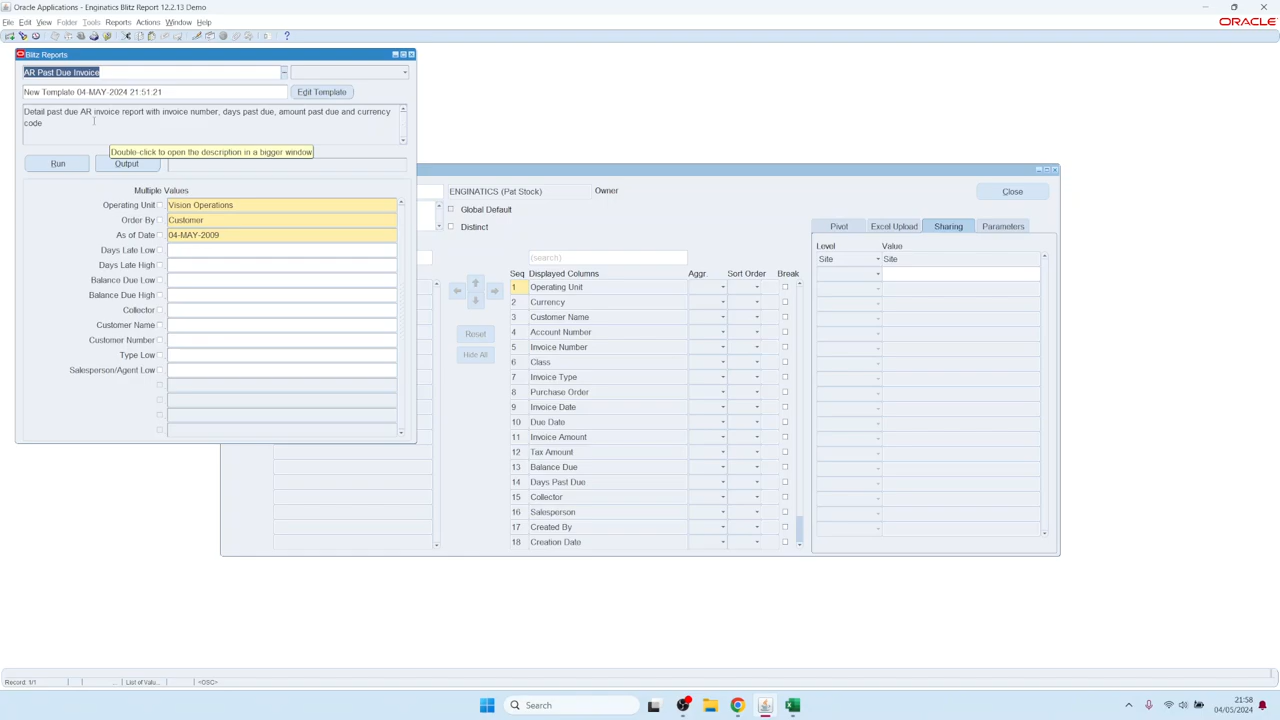 Oracle Applications - Enginatics Blitz Report 12.2.13 Demo
File Edit View Folder Tools Reports Actions Window Help
ORACLE
Blitz Reports
AR Past Due Invoice
New Template 04-MAY-2024 21:51:21
Edit Template
Detail past due AR invoice report with invoice number, days past due, amount past due and currency
code
Double-click to open the description in a bigger window
Run
Output
Multiple Values
Operating Unit Vision Operations
Order By Customer
As of Date 04-MAY-2009
Days Late Low
Days Late High
Balance Due Low
Balance Due High
Collector
Customer Name
Customer Number
Type Low
Salesperson/Agent Low
ENGINATICS (Pat Stock) Owner
Close
Global Default
Distinct
Pivot Excel Upload Sharing Parameters
Level Value
Site Site
(search)
Seq Displayed Columns Aggr. Sort Order Break
1 Operating Unit
2 Currency
3 Customer Name
4 Account Number
5 Invoice Number
6 Class
7 Invoice Type
8 Purchase Order
9 Invoice Date
10 Due Date
11 Invoice Amount
12 Tax Amount
13 Balance Due
14 Days Past Due
15 Collector
16 Salesperson
17 Created By
18 Creation Date
Reset
Hide All
Record: 1/1 ... List of Valu... <OSC>
Search
21:58
04/05/2024